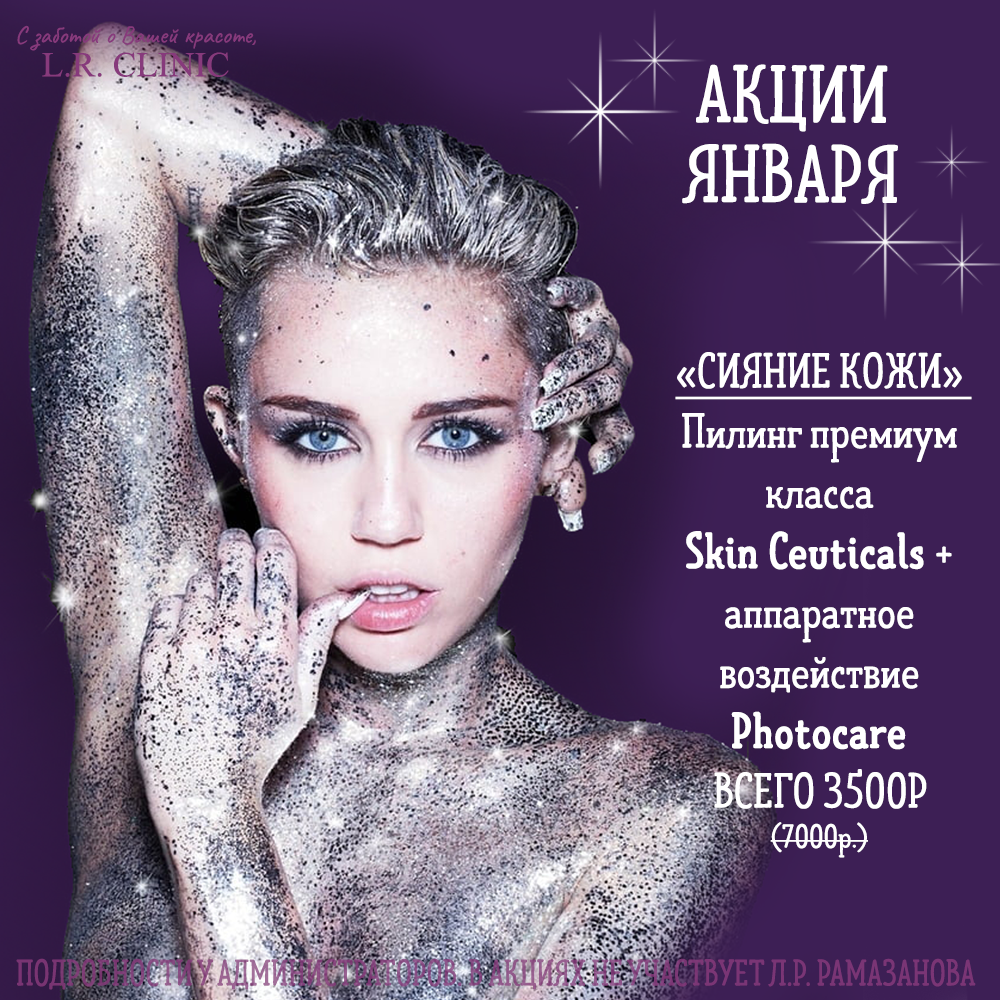 С заботой о Вашей красоте,
L.R. CLINIC
АКЦИИ
ЯНВАРЯ
«СИЯНИЕ КОЖИ»
Пилинг премиум
класса
Skin Ceuticals +
аппаратное
воздействие
Photocare
ВСЕГО 3500Р
(7000р.)
ПОДРОБНОСТИ У АДМИНИСТРАТОРОВ. В АКЦИЯХ НЕ УЧАСТВУЕТ Л.Р. РАМАЗАНОВА